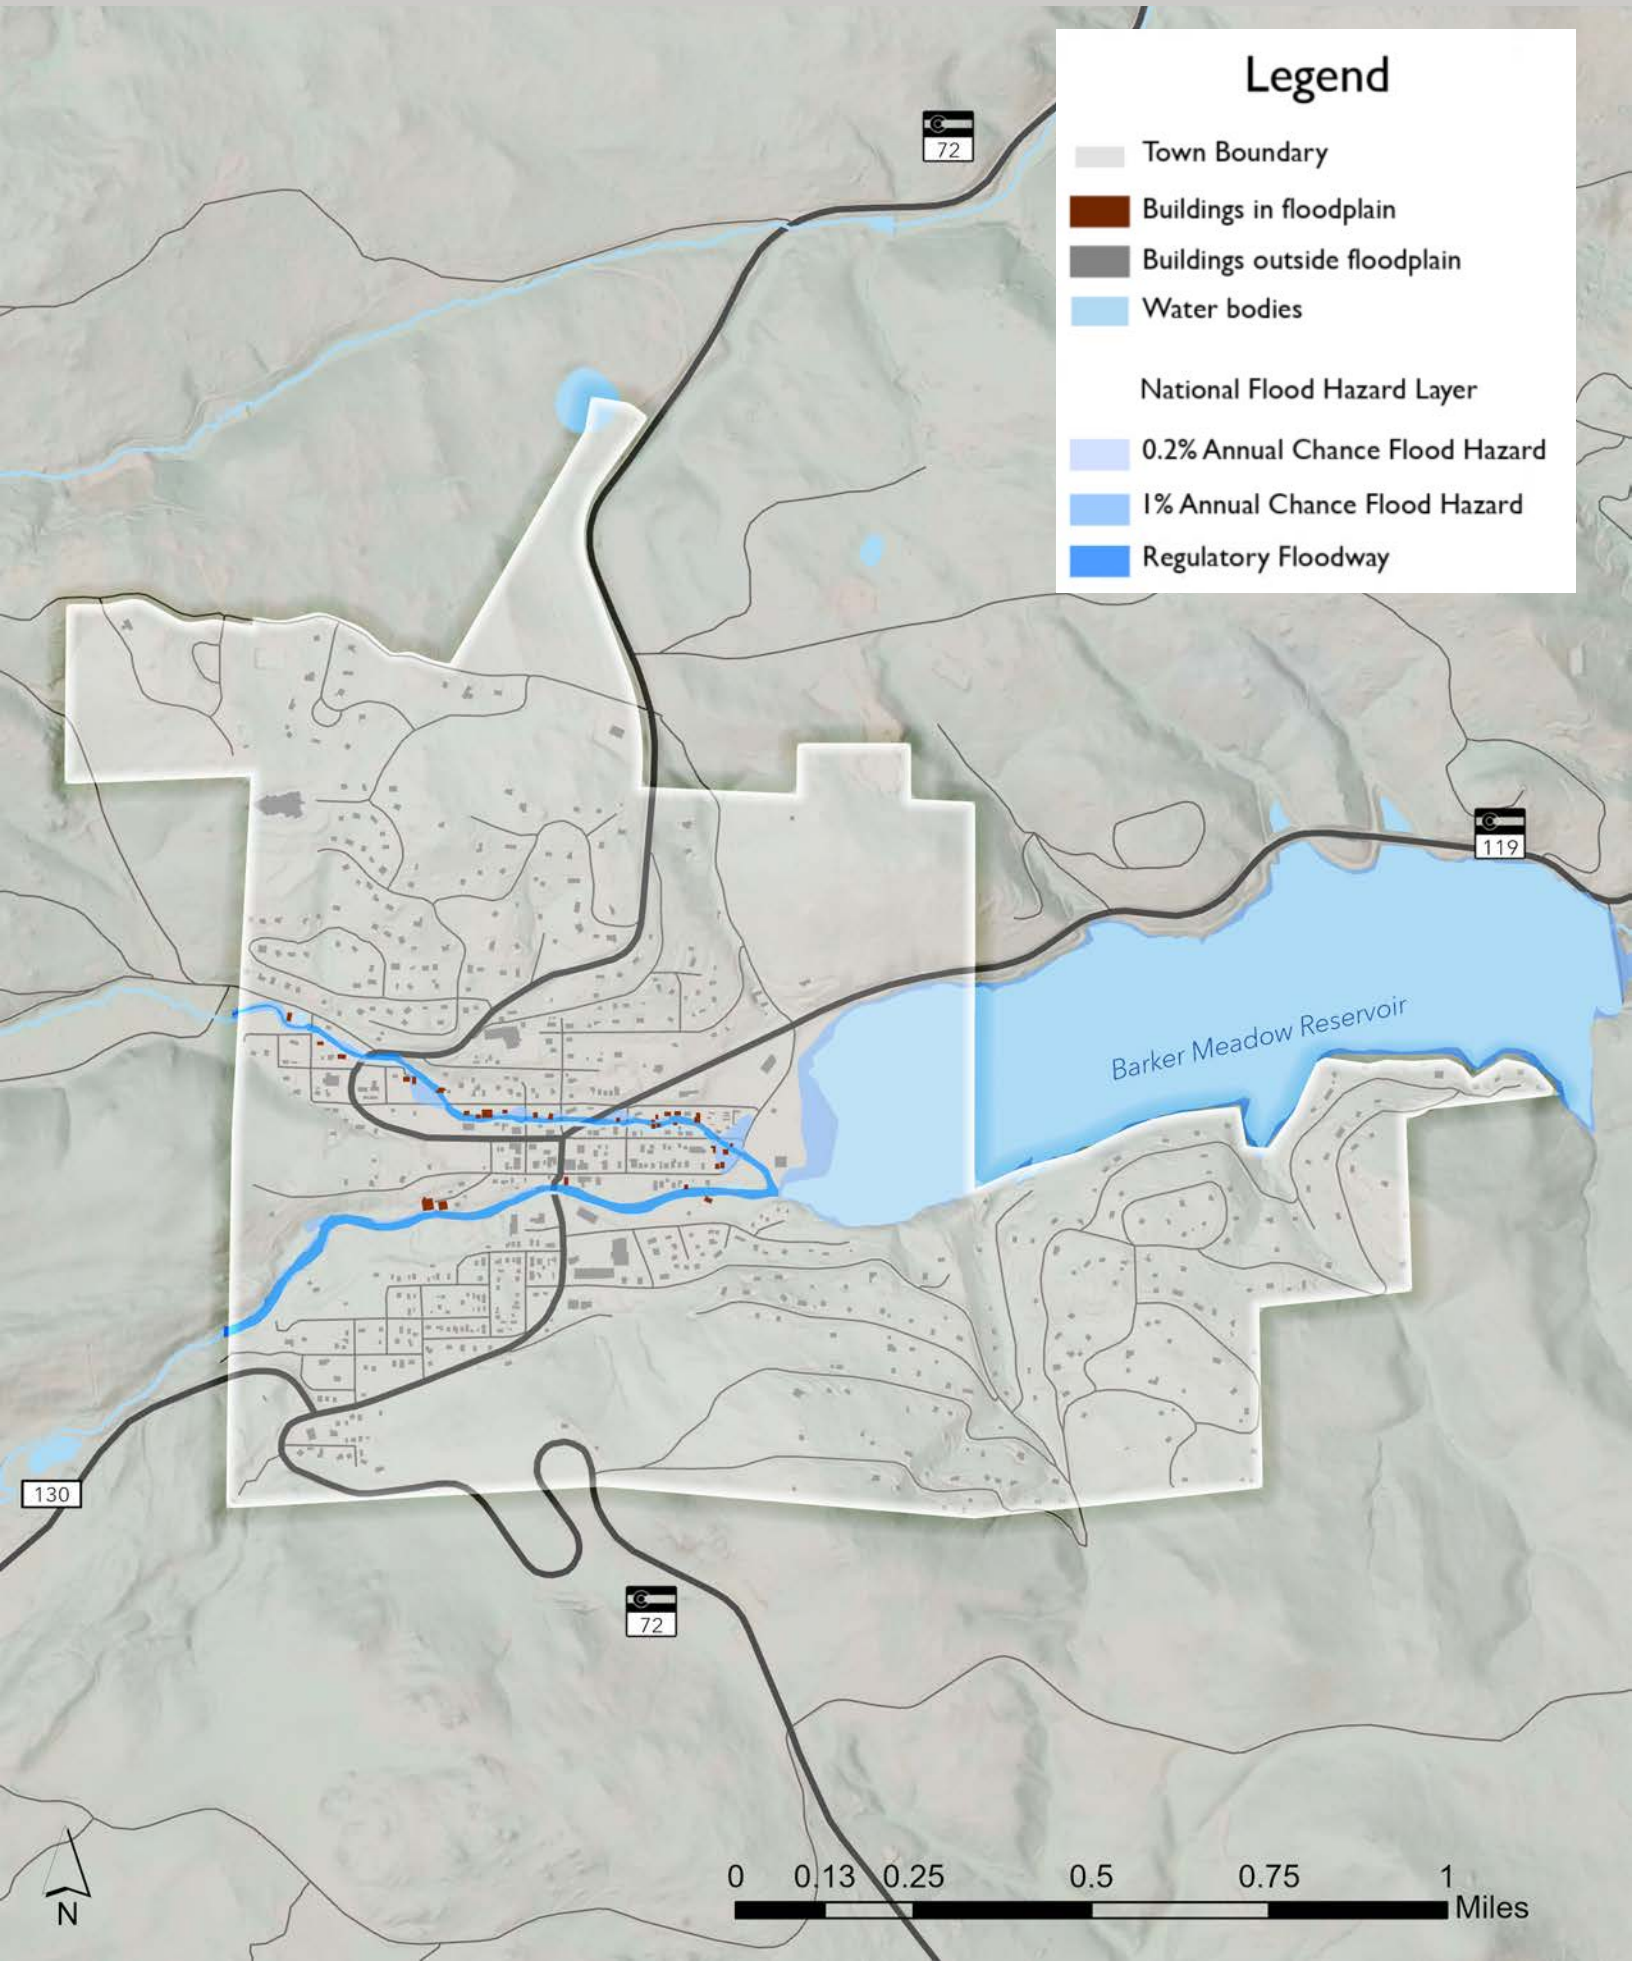 Legend
Town Boundary
Buildings in floodplain
Buildings outside floodplain
Water bodies
National Flood Hazard Layer
0.2% Annual Chance Flood Hazard
1% Annual Chance Flood Hazard
Regulatory Floodway
72
119
Barker Meadow Reservoir
130
72
0 0.13 0.25 0.5 0.75 1
Miles
N